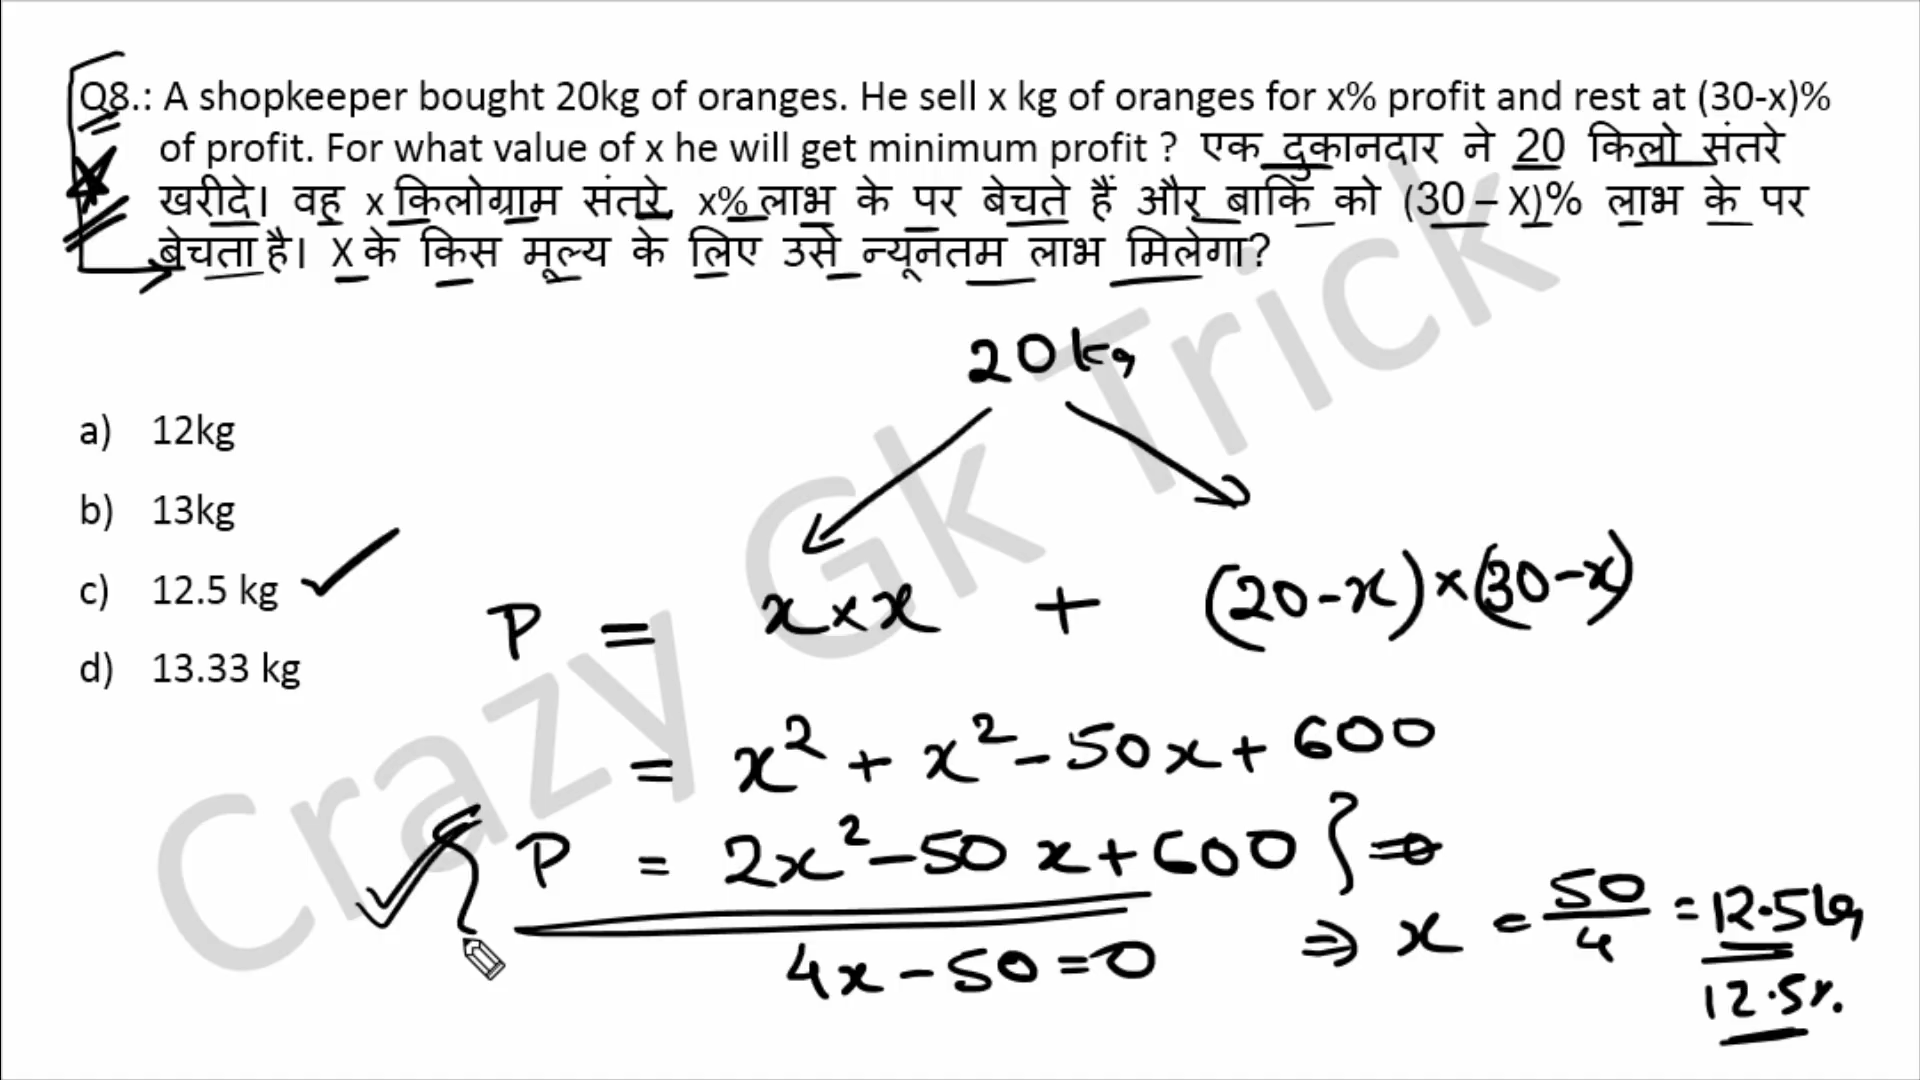 Q8.: A shopkeeper bought 20kg of oranges. He sell x kg of oranges for x% profit and rest at (30-x)%
of profit. For what value of x he will get minimum profit ? एक दुकानदार ने 20 किलो संतरे
खरीदे। वह x किलोग्राम संतरे, x% लाभ के पर बेचते हैं और बाकि को (30 – X)% लाभ के पर
बेचता है। X के किस मूल्य के लिए उसे न्यूनतम लाभ मिलेगा?
20kg
a) 12kg
b) 13kg
c) 12.5 kg
d) 13.33 kg
P = x×x + (20-x)×(30-x)
= x² + x² - 50x + 600
P = 2x² - 50x + 600 } ⇒
4x - 50 = 0
⇒ x = 50/4 = 12.5kg
12.5%.
Crazy Gk Trick